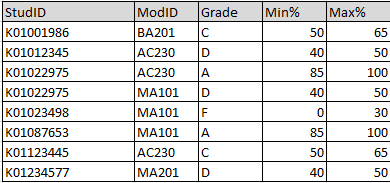 StudID ModID Grade Min% Max%
K01001986 BA201 C 50 65
K01012345 AC230 D 40 50
K01022975 AC230 A 85 100
K01022975 MA101 D 40 50
K01023498 MA101 F 0 30
K01087653 MA101 A 85 100
K01123445 AC230 C 50 65
K01234577 MA201 D 40 50